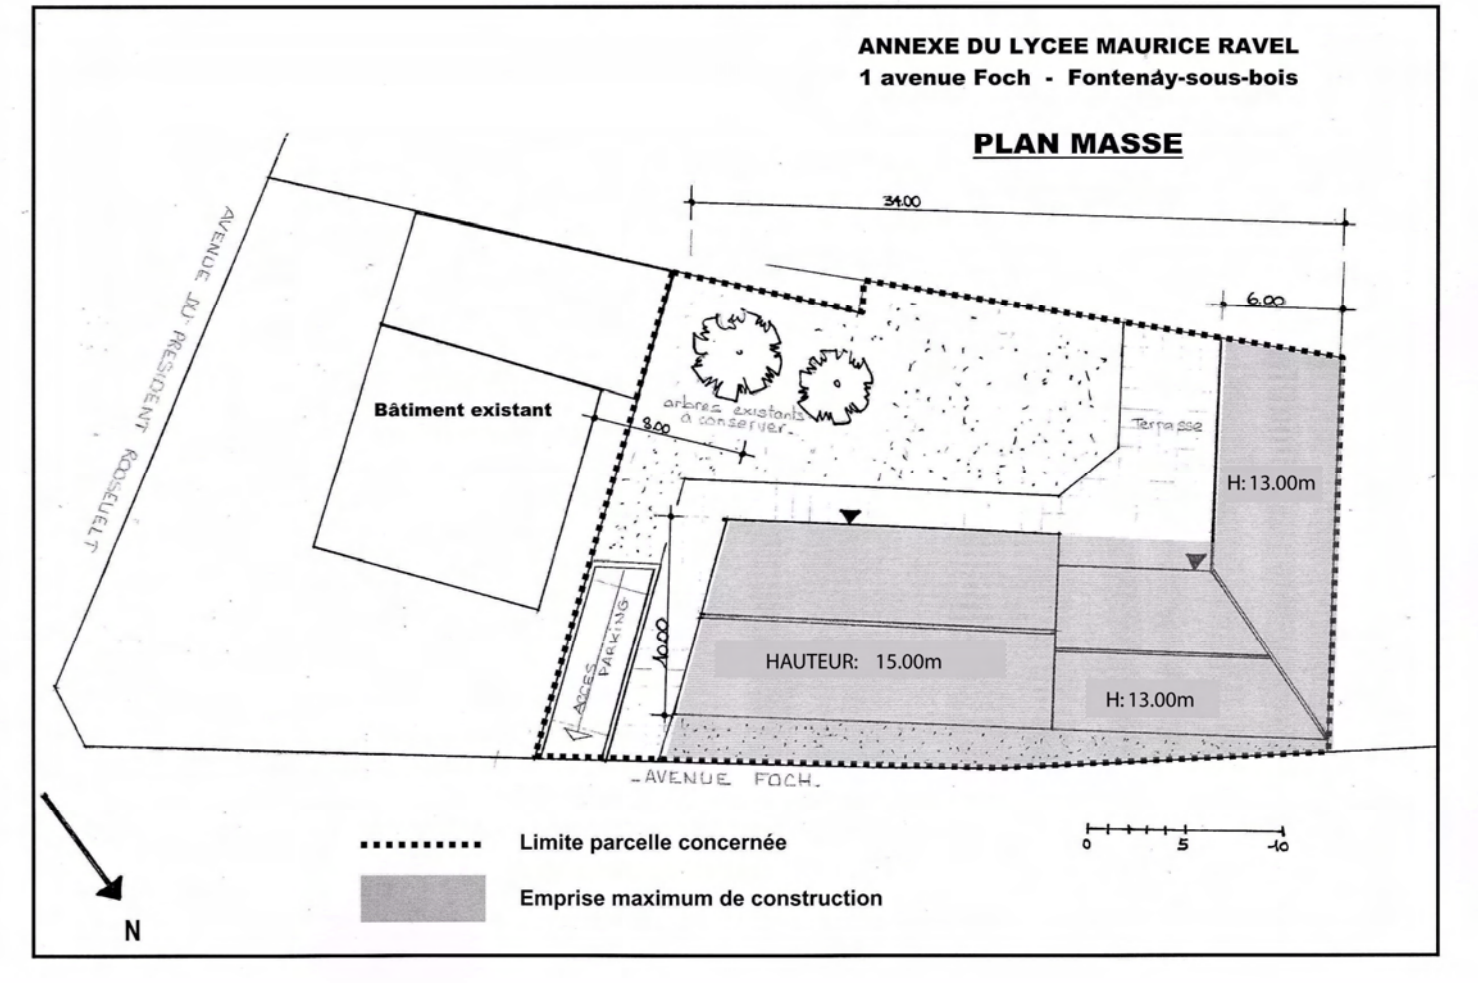 ANNEXE DU LYCEE MAURICE RAVEL
1 avenue Foch - Fontenay-sous-bois
PLAN MASSE
34.00
6.00
AVENUE DU PRESIDENT ROOSEVELT
Bâtiment existant
arbres existants
à conserver.
8.00
Terrasse
H: 13.00m
10.00
ACCES
PARKING
HAUTEUR: 15.00m
H: 13.00m
AVENUE FOCH.
Limite parcelle concernée
0 5 10
Emprise maximum de construction
N